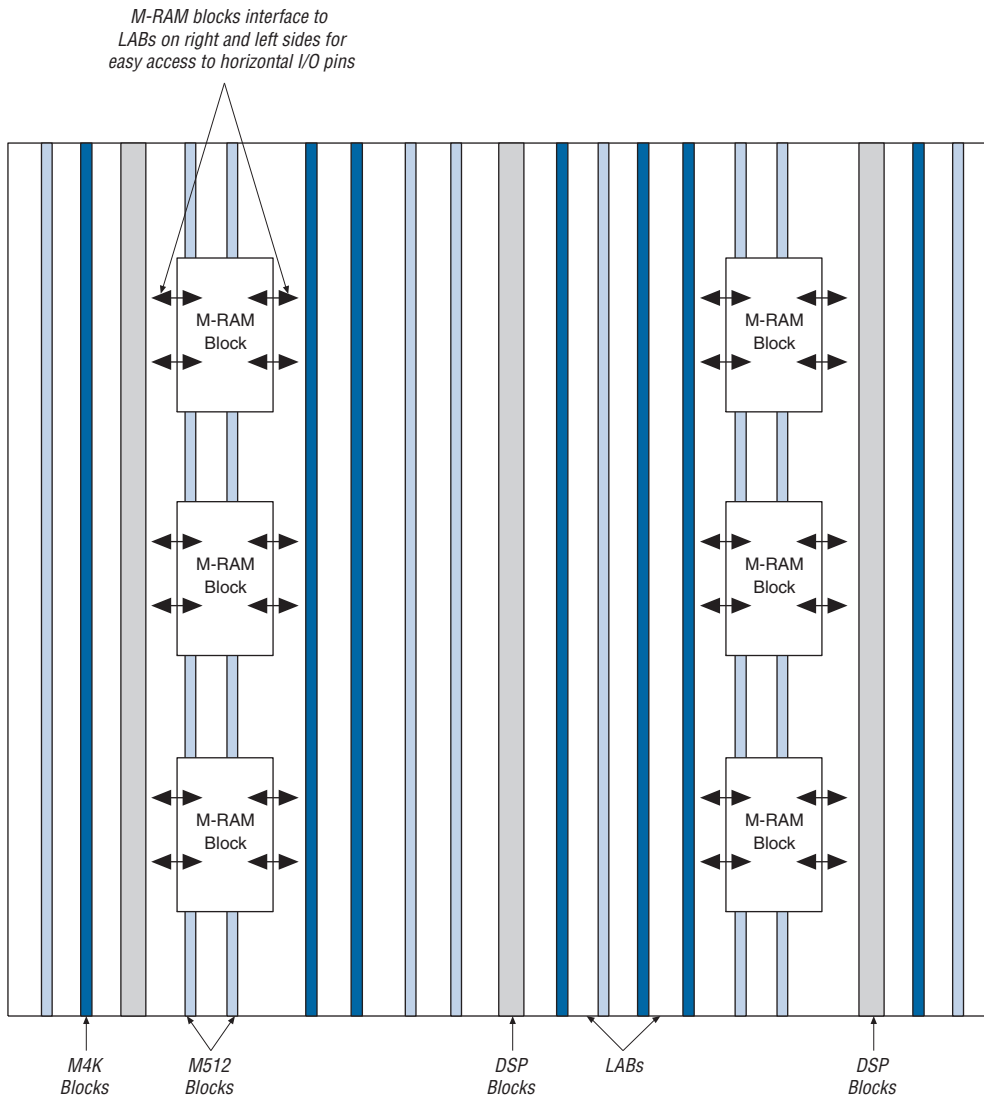 M-RAM blocks interface to
LABs on right and left sides for
easy access to horizontal I/O pins
M-RAM
Block
M-RAM
Block
M-RAM
Block
M-RAM
Block
M-RAM
Block
M-RAM
Block
M4K
Blocks
M512
Blocks
DSP
Blocks
LABs
DSP
Blocks